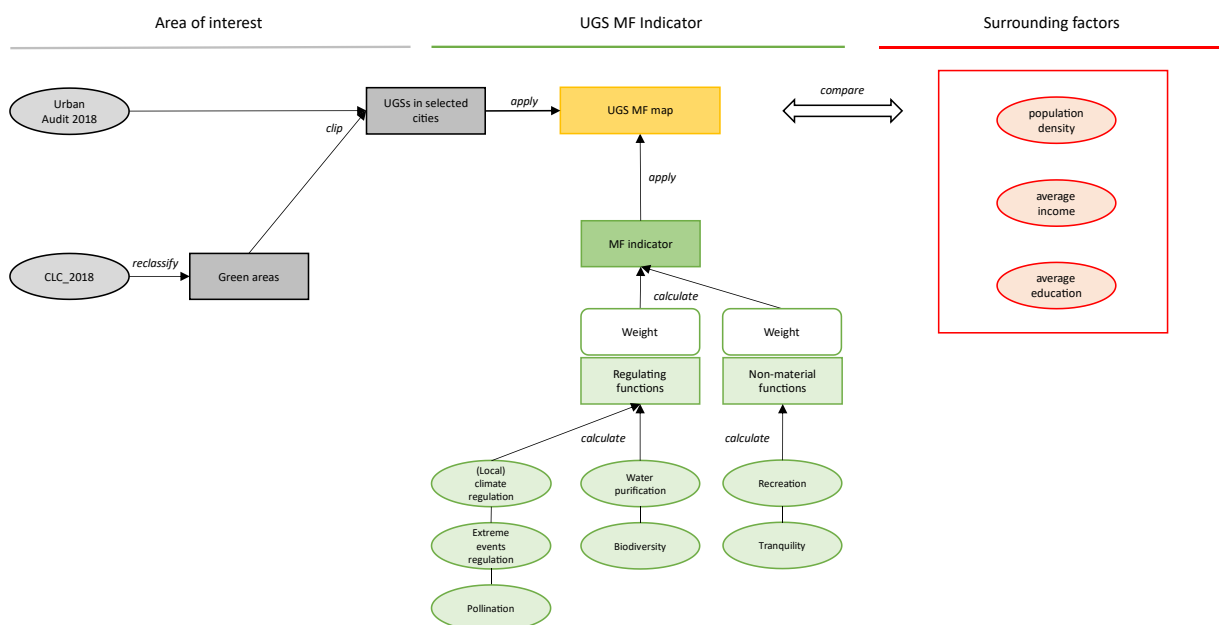 Area of interest
UGS MF Indicator
Surrounding factors
Urban
Audit 2018
clip
UGSs in selected
cities
apply
UGS MF map
compare
population
density
apply
average
income
CLC_2018
reclassify
Green areas
MF indicator
average
education
calculate
Weight
Weight
Regulating
functions
Non-material
functions
calculate
calculate
(Local)
climate
regulation
Water
purification
Recreation
Extreme
events
regulation
Biodiversity
Tranquility
Pollination